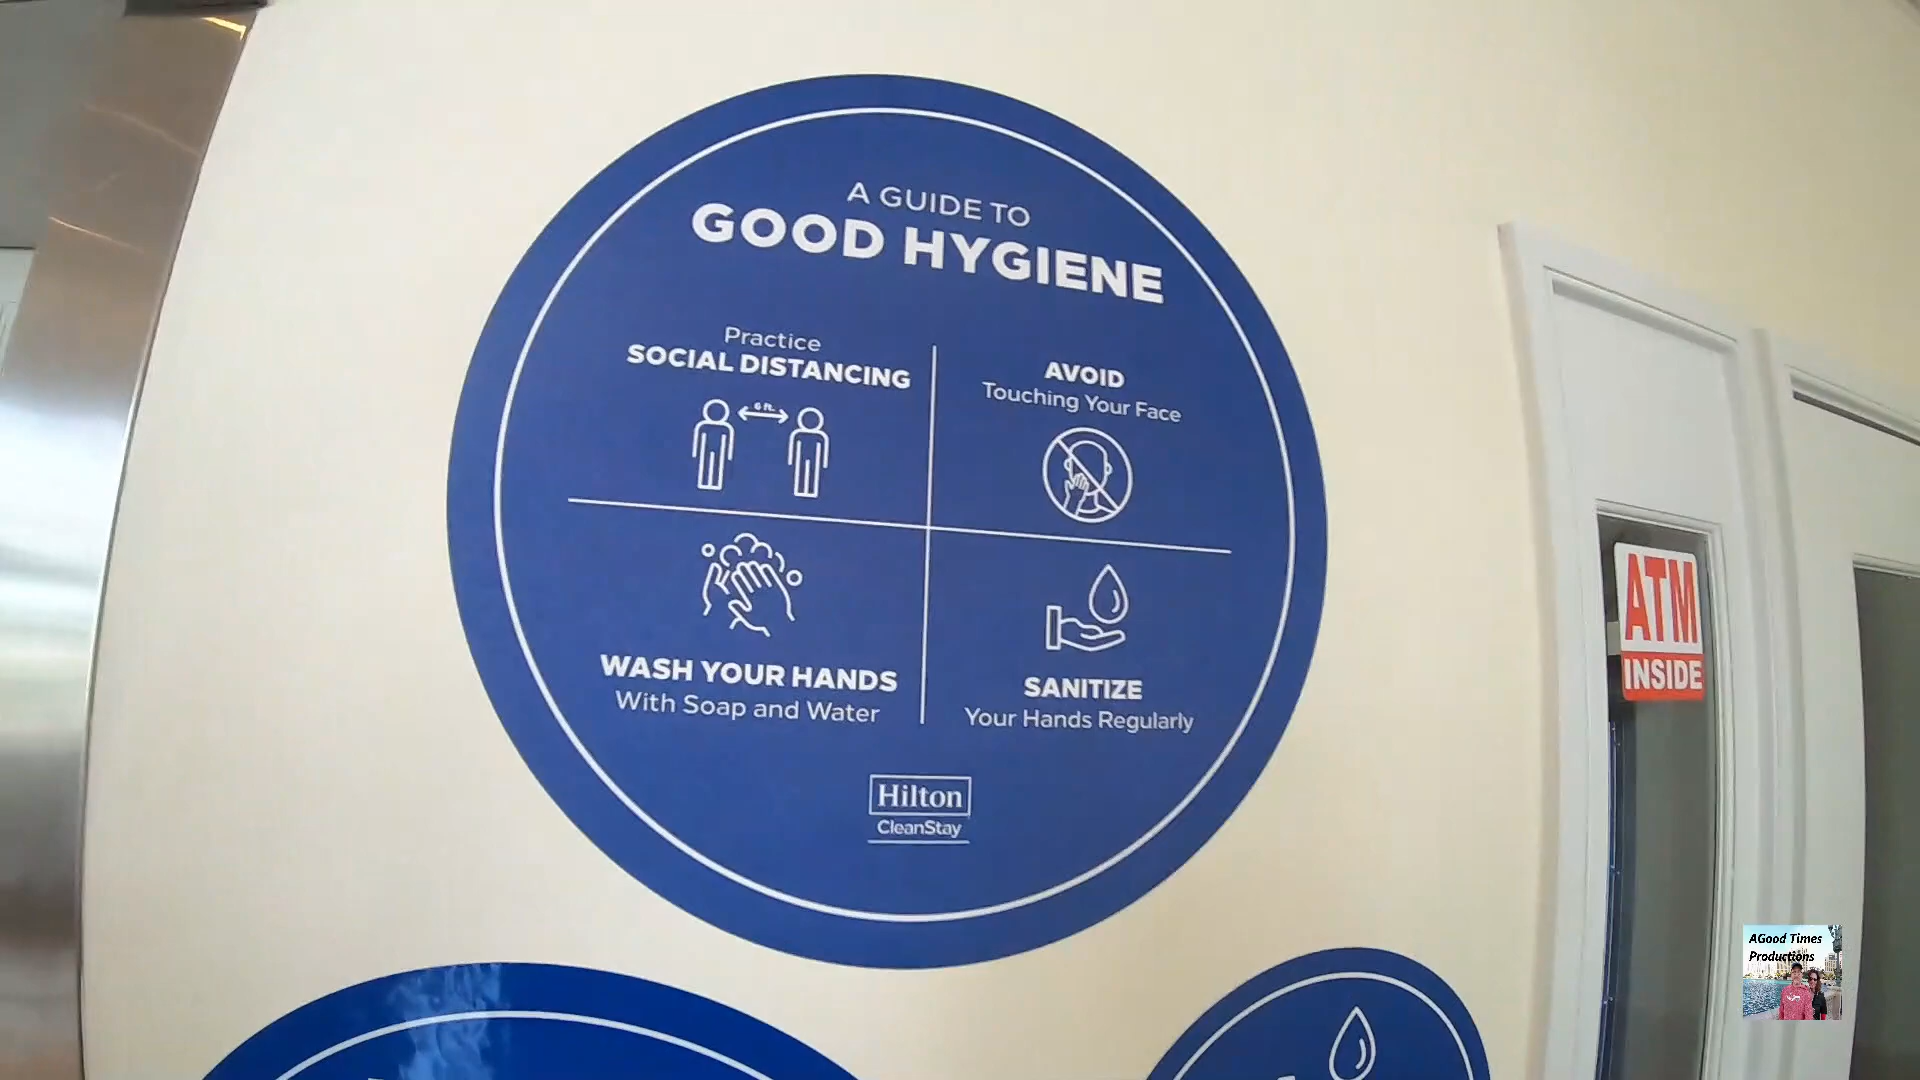 A GUIDE TO
GOOD HYGIENE
Practice
SOCIAL DISTANCING
6 ft.
AVOID
Touching Your Face
WASH YOUR HANDS
With Soap and Water
SANITIZE
Your Hands Regularly
Hilton
CleanStay
ATM
INSIDE
AGood Times
Productions